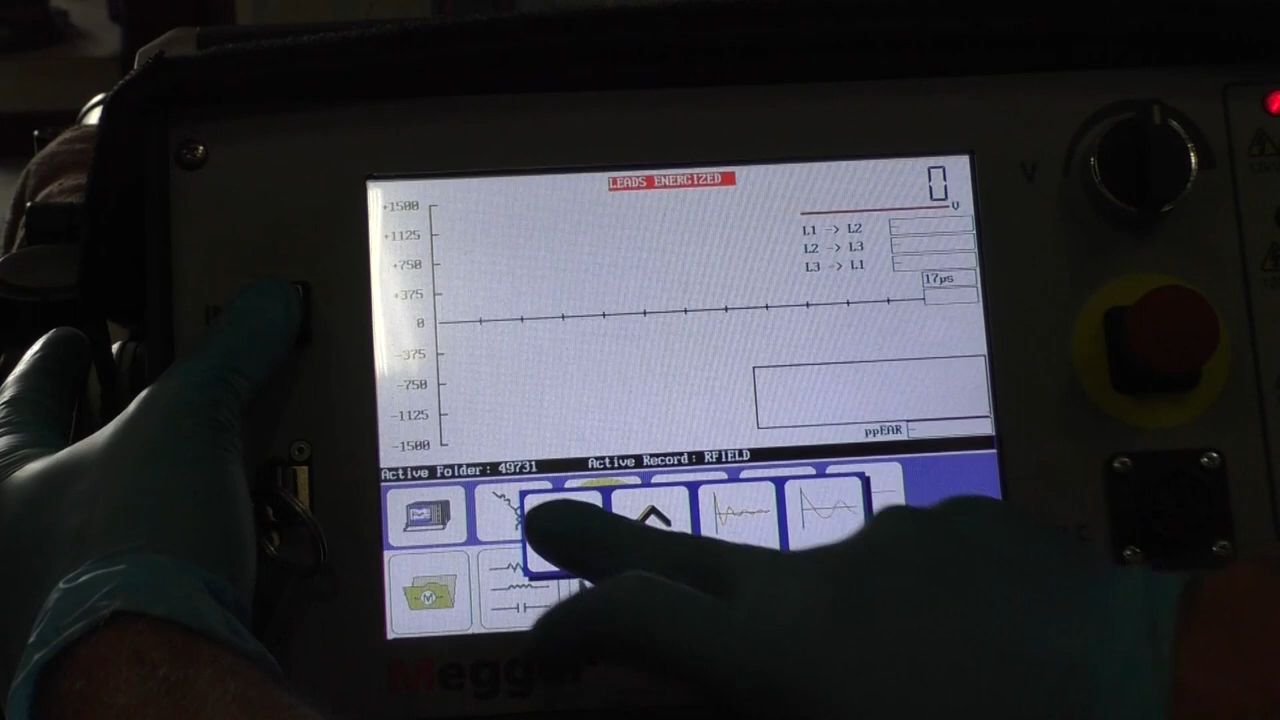 LEADS ENERGIZED
0
V
+1500
+1125
+750
+375
0
-375
-750
-1125
-1500
L1 -> L2
L2 -> L3
L3 -> L1
17µs
ppEAR
Active Folder: 49731
Active Record: RFIELD
M
Megger
V